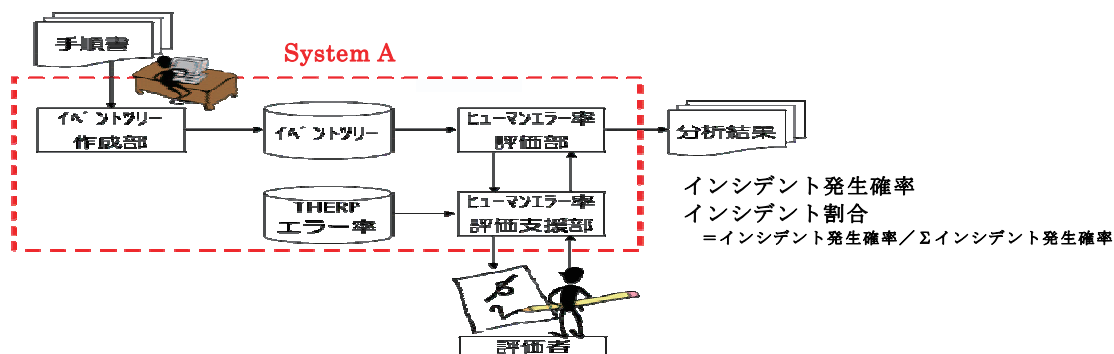 手順書
System A
イベントツリー
作成部
イベントツリー
ヒューマンエラー率
評価部
分析結果
THERP
エラー率
ヒューマンエラー率
評価支援部
インシデント発生確率
インシデント割合
＝インシデント発生確率／Σインシデント発生確率
評価者